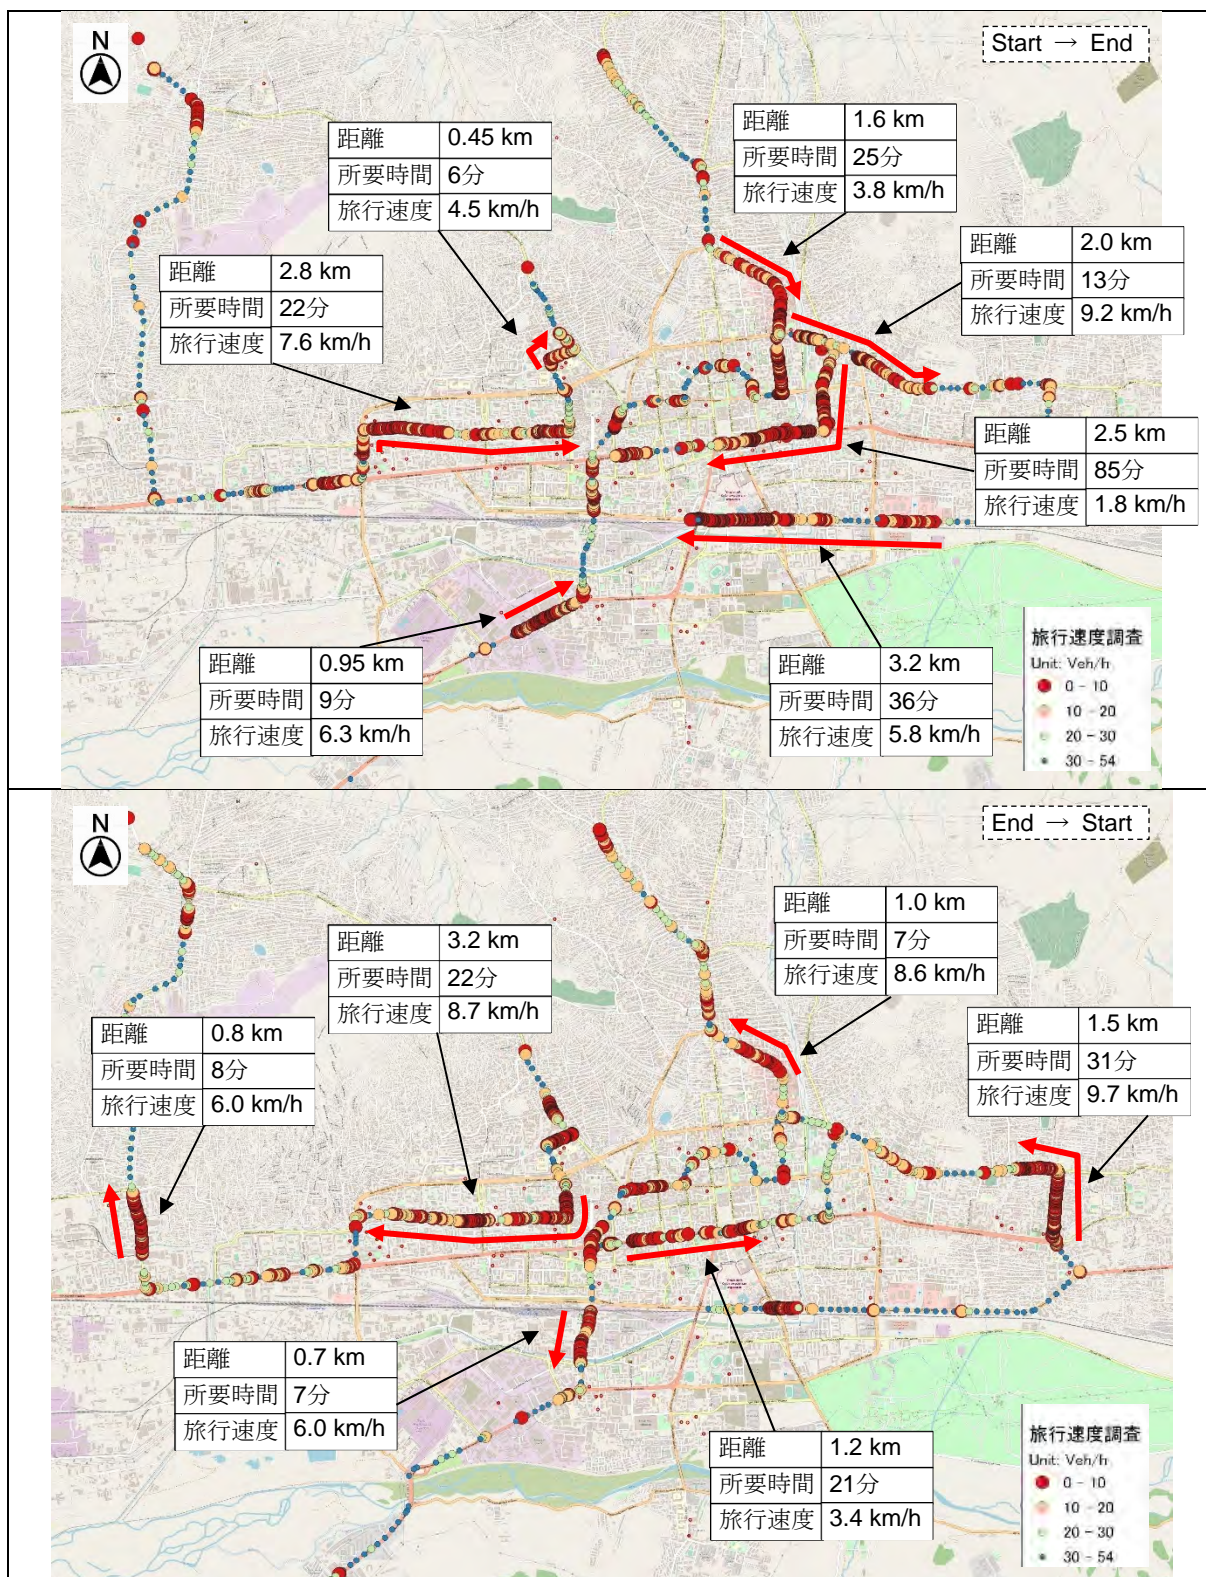 N
Start → End
距離 1.6 km
所要時間 25分
旅行速度 3.8 km/h
距離 0.45 km
所要時間 6分
旅行速度 4.5 km/h
距離 2.0 km
所要時間 13分
旅行速度 9.2 km/h
距離 2.8 km
所要時間 22分
旅行速度 7.6 km/h
距離 2.5 km
所要時間 85分
旅行速度 1.8 km/h
距離 0.95 km
所要時間 9分
旅行速度 6.3 km/h
距離 3.2 km
所要時間 36分
旅行速度 5.8 km/h
旅行速度調査
Unit: Veh/h
0 - 10
10 - 20
20 - 30
30 - 54
N
End → Start
距離 1.0 km
所要時間 7分
旅行速度 8.6 km/h
距離 3.2 km
所要時間 22分
旅行速度 8.7 km/h
距離 1.5 km
所要時間 31分
旅行速度 9.7 km/h
距離 0.8 km
所要時間 8分
旅行速度 6.0 km/h
距離 0.7 km
所要時間 7分
旅行速度 6.0 km/h
距離 1.2 km
所要時間 21分
旅行速度 3.4 km/h
旅行速度調査
Unit: Veh/h
0 - 10
10 - 20
20 - 30
30 - 54